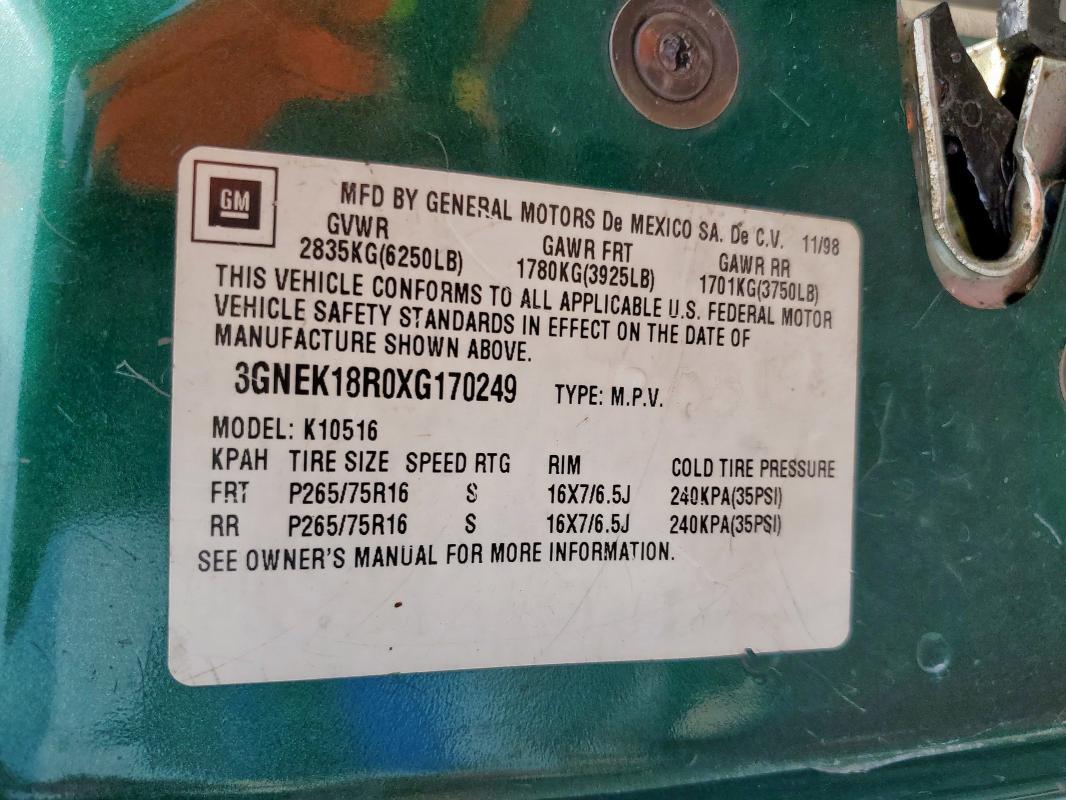 GM
MFD BY GENERAL MOTORS De MEXICO SA. De C.V. 11/98
GVWR GAWR FRT GAWR RR
2835KG(6250LB) 1780KG(3925LB) 1701KG(3750LB)
THIS VEHICLE CONFORMS TO ALL APPLICABLE U.S. FEDERAL MOTOR
VEHICLE SAFETY STANDARDS IN EFFECT ON THE DATE OF
MANUFACTURE SHOWN ABOVE.
3GNEK18R0XG170249 TYPE: M.P.V.
MODEL: K10516
KPAH TIRE SIZE SPEED RTG RIM COLD TIRE PRESSURE
FRT P265/75R16 S 16X7/6.5J 240KPA(35PSI)
RR P265/75R16 S 16X7/6.5J 240KPA(35PSI)
SEE OWNER'S MANUAL FOR MORE INFORMATION.